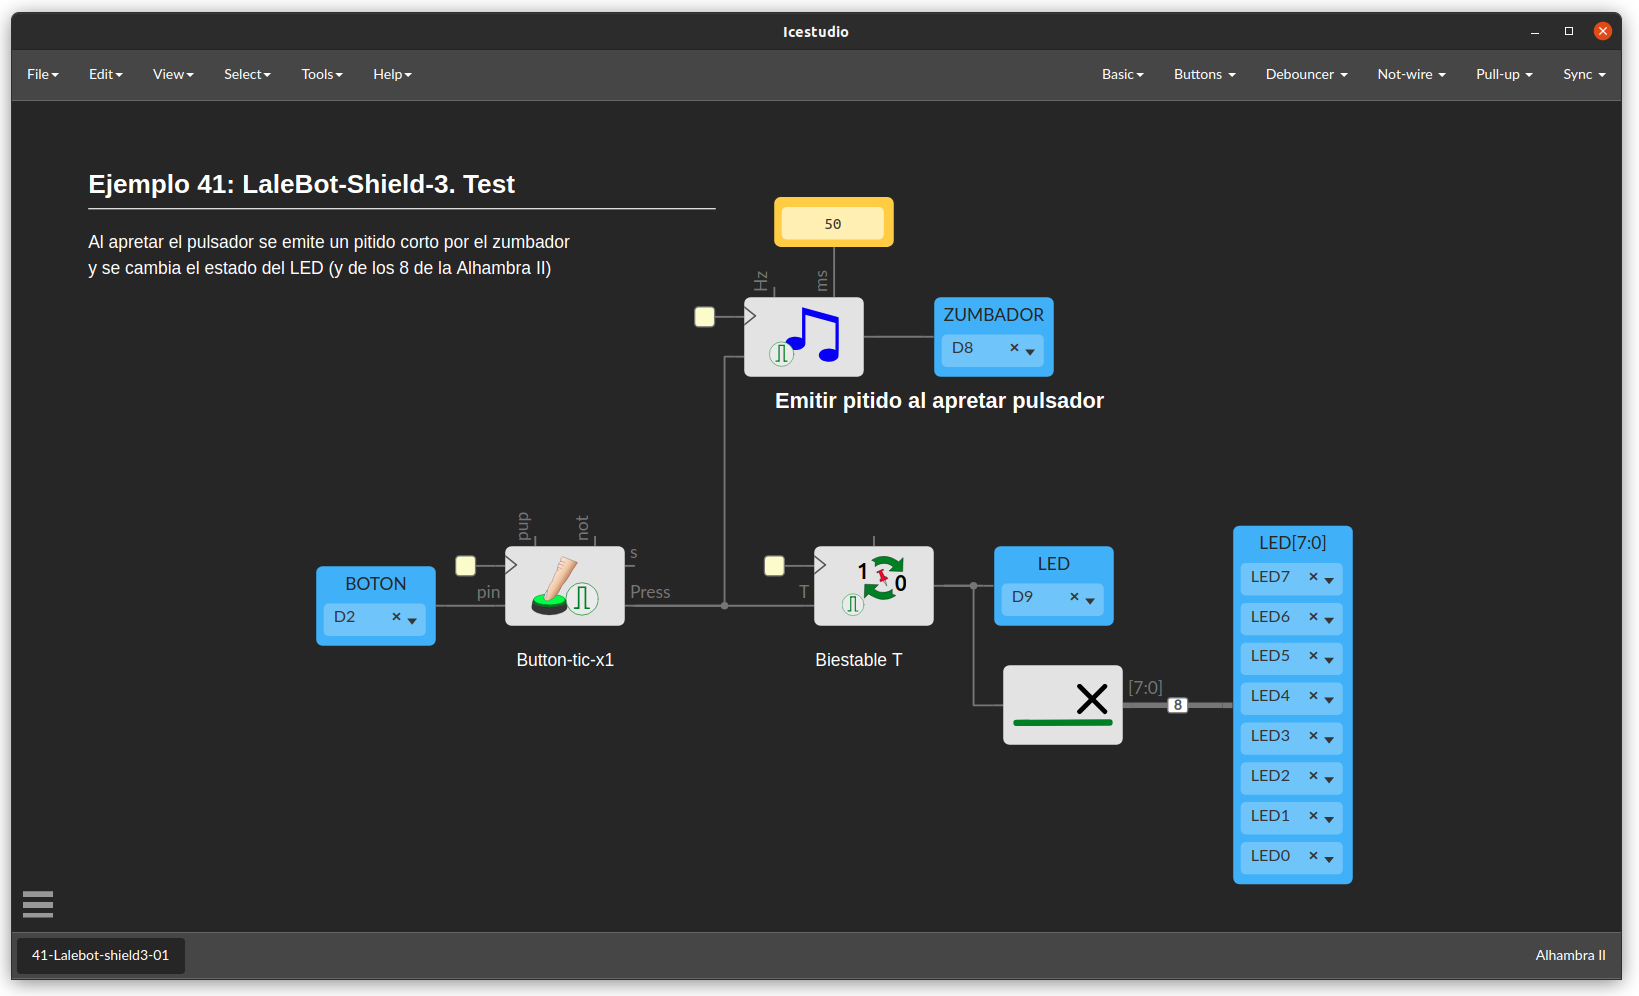 Icestudio
File Edit View Select Tools Help Basic Buttons Debouncer Not-wire Pull-up Sync
Ejemplo 41: LaleBot-Shield-3. Test
Al apretar el pulsador se emite un pitido corto por el zumbador
y se cambia el estado del LED (y de los 8 de la Alhambra II)
50
Hz ms
ZUMBADOR
D8
Emitir pitido al apretar pulsador
pup not
BOTON
D2
pin
s
Press
Button-tic-x1
T
1 0
Biestable T
LED
D9
[7:0]
8
LED[7:0]
LED7
LED6
LED5
LED4
LED3
LED2
LED1
LED0
41-Lalebot-shield3-01
Alhambra II